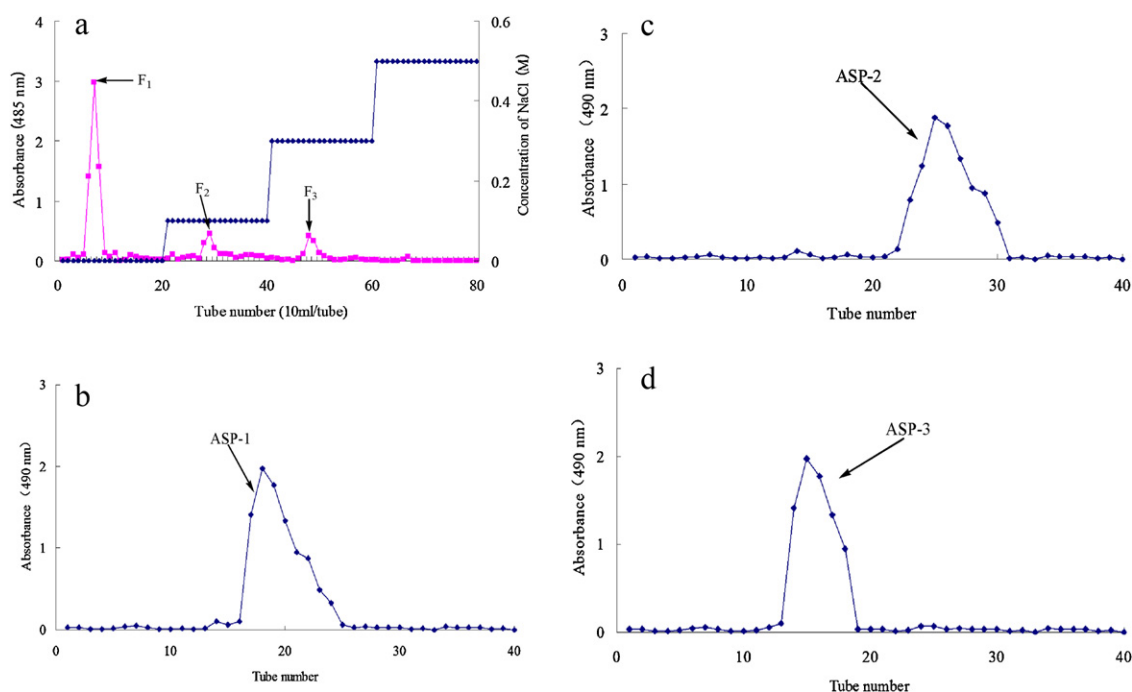 a
4
3
2
1
0
0.6
0.4
0.2
0
F1
F2
F3
0 20 40 60 80
Absorbance (485 nm)
Concentration of NaCl (M)
Tube number (10ml/tube)
c
3
2
1
0
ASP-2
0 10 20 30 40
Absorbance (490 nm)
Tube number
b
3
2
1
0
ASP-1
0 10 20 30 40
Absorbance (490 nm)
Tube number
d
3
2
1
0
ASP-3
0 10 20 30 40
Absorbance (490 nm)
Tube number